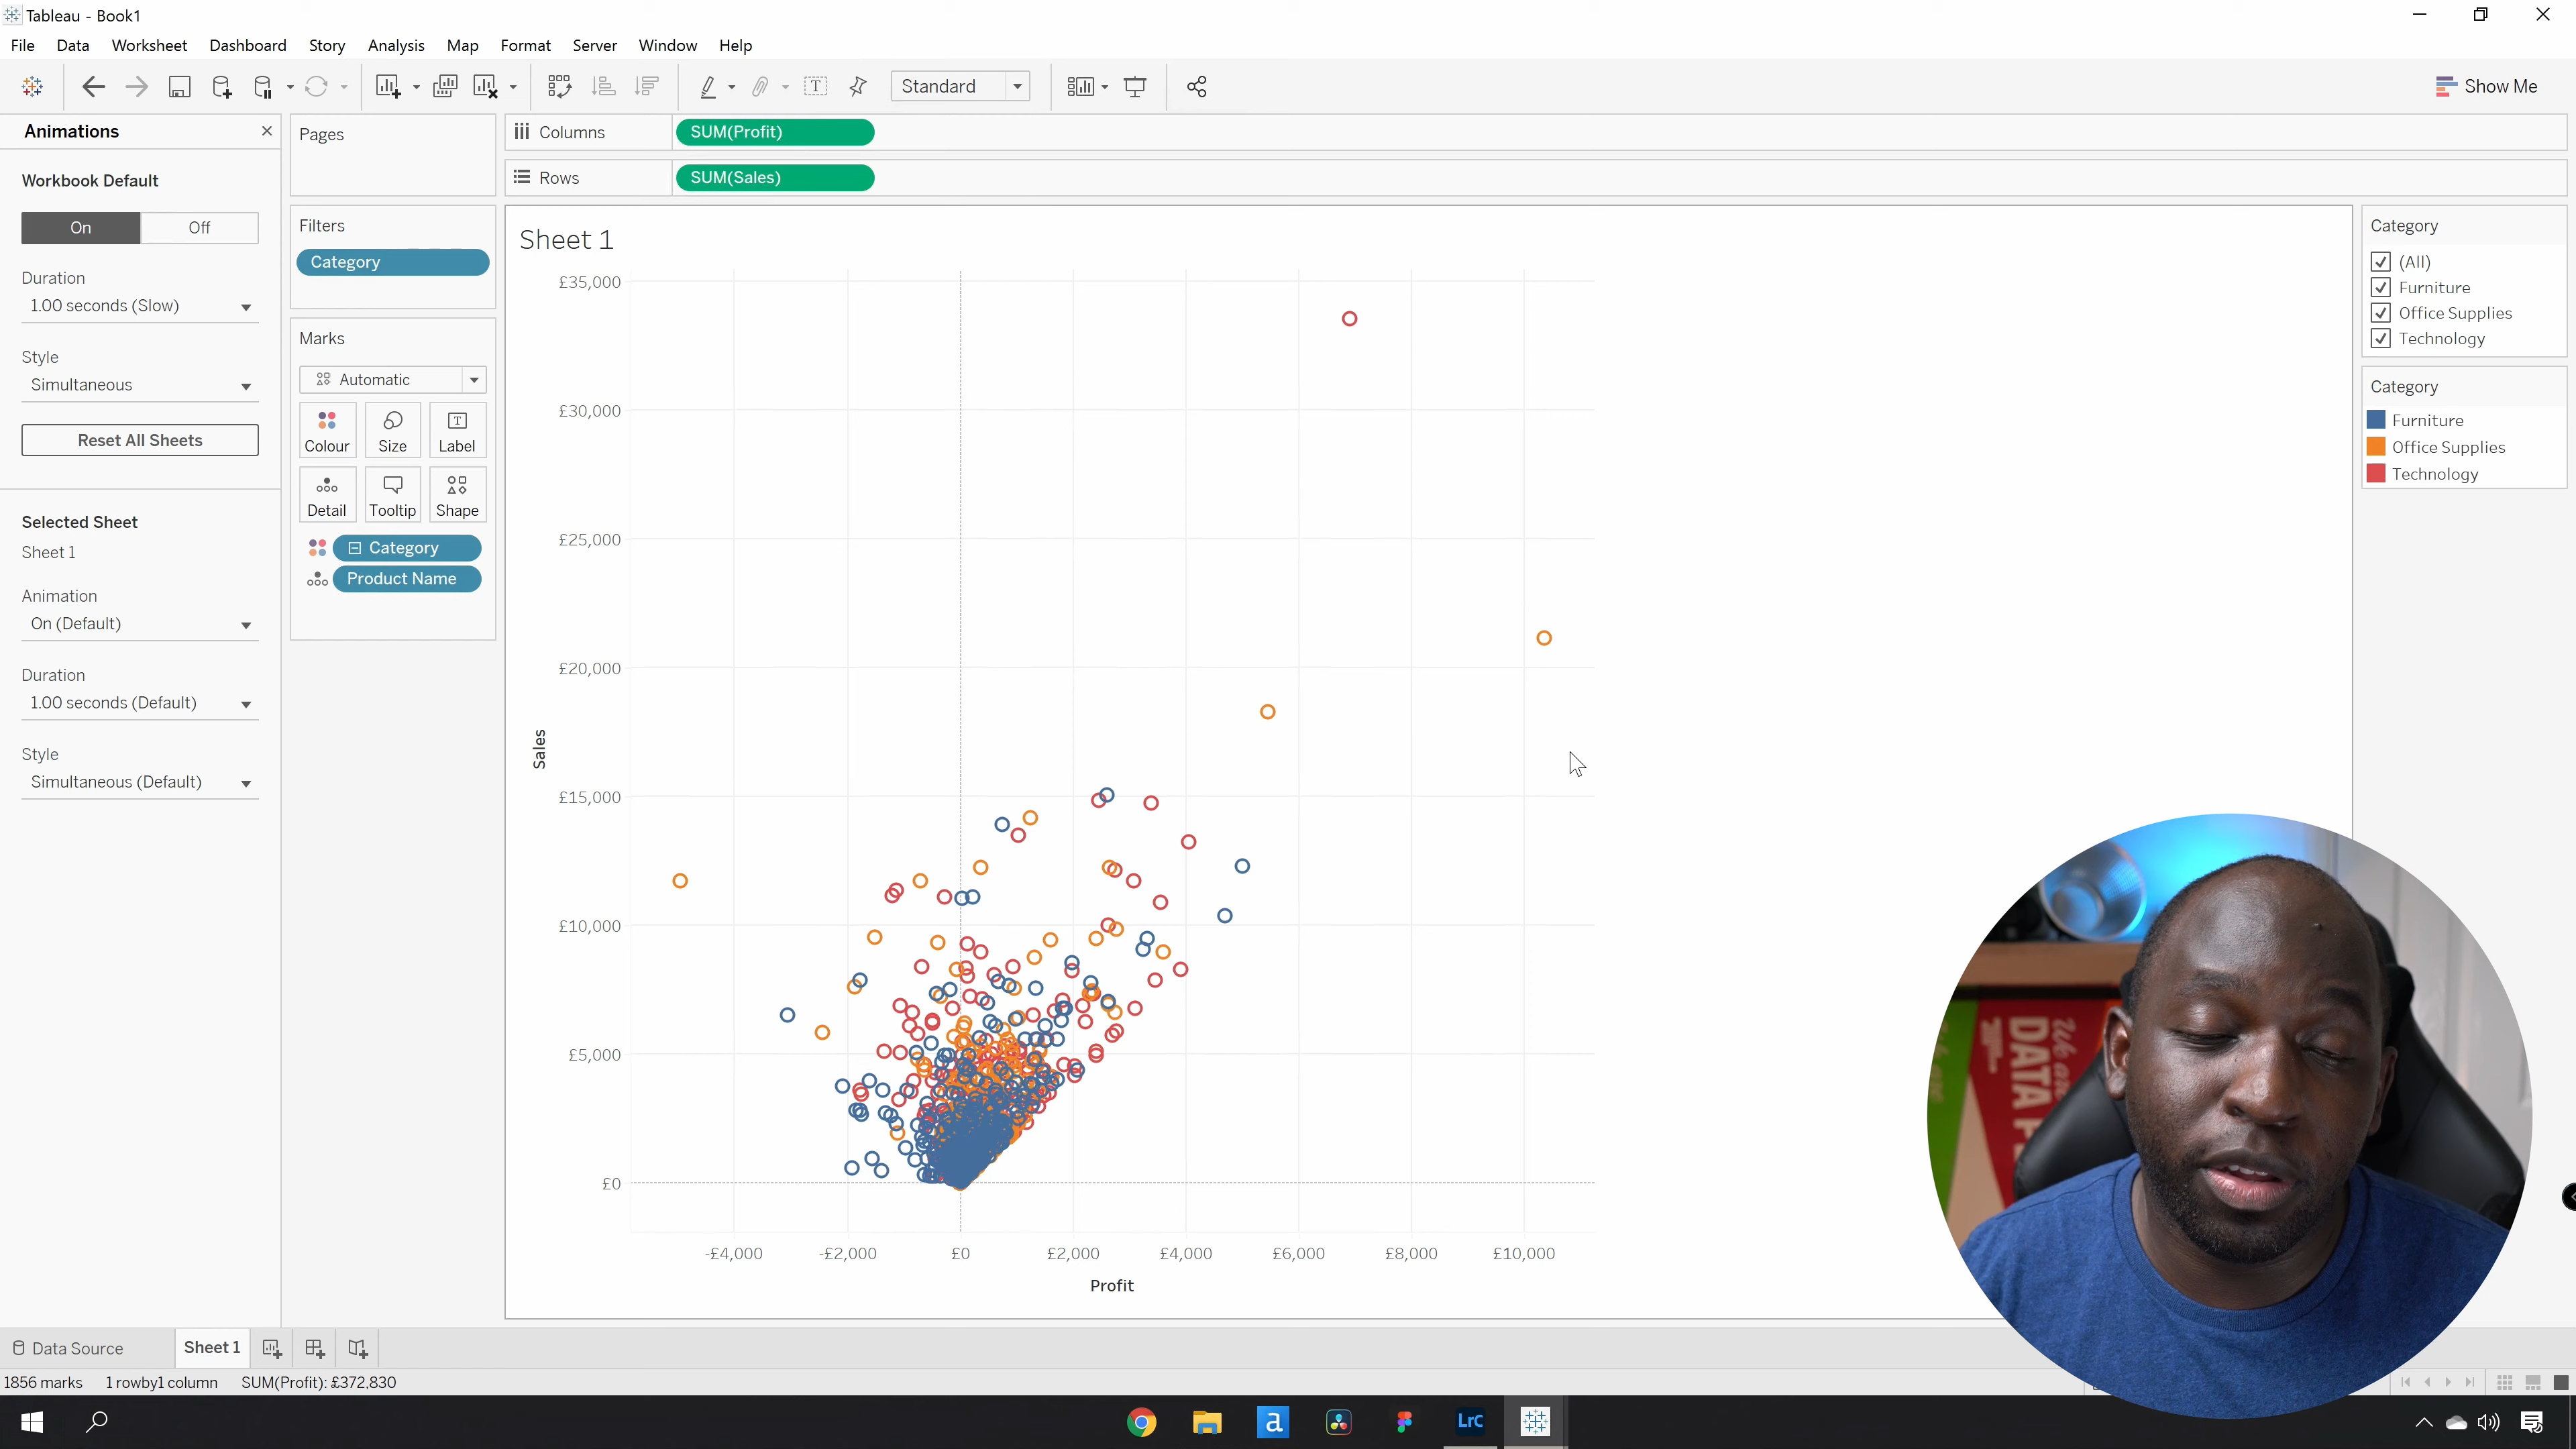 Tableau - Book1
File Data Worksheet Dashboard Story Analysis Map Format Server Window Help
Standard
Show Me
Animations
Workbook Default
On Off
Duration
1.00 seconds (Slow)
Style
Simultaneous
Reset All Sheets
Selected Sheet
Sheet 1
Animation
On (Default)
Duration
1.00 seconds (Default)
Style
Simultaneous (Default)
Pages
Filters
Category
Marks
Automatic
Colour Size Label
Detail Tooltip Shape
Category
Product Name
Columns SUM(Profit)
Rows SUM(Sales)
Sheet 1
£35,000
£30,000
£25,000
£20,000
£15,000
£10,000
£5,000
£0
Sales
-£4,000 -£2,000 £0 £2,000 £4,000 £6,000 £8,000 £10,000
Profit
Category
(All)
Furniture
Office Supplies
Technology
Category
Furniture
Office Supplies
Technology
DATA
Data Source Sheet 1
1856 marks 1 rowby1 column SUM(Profit): £372,830
a LrC